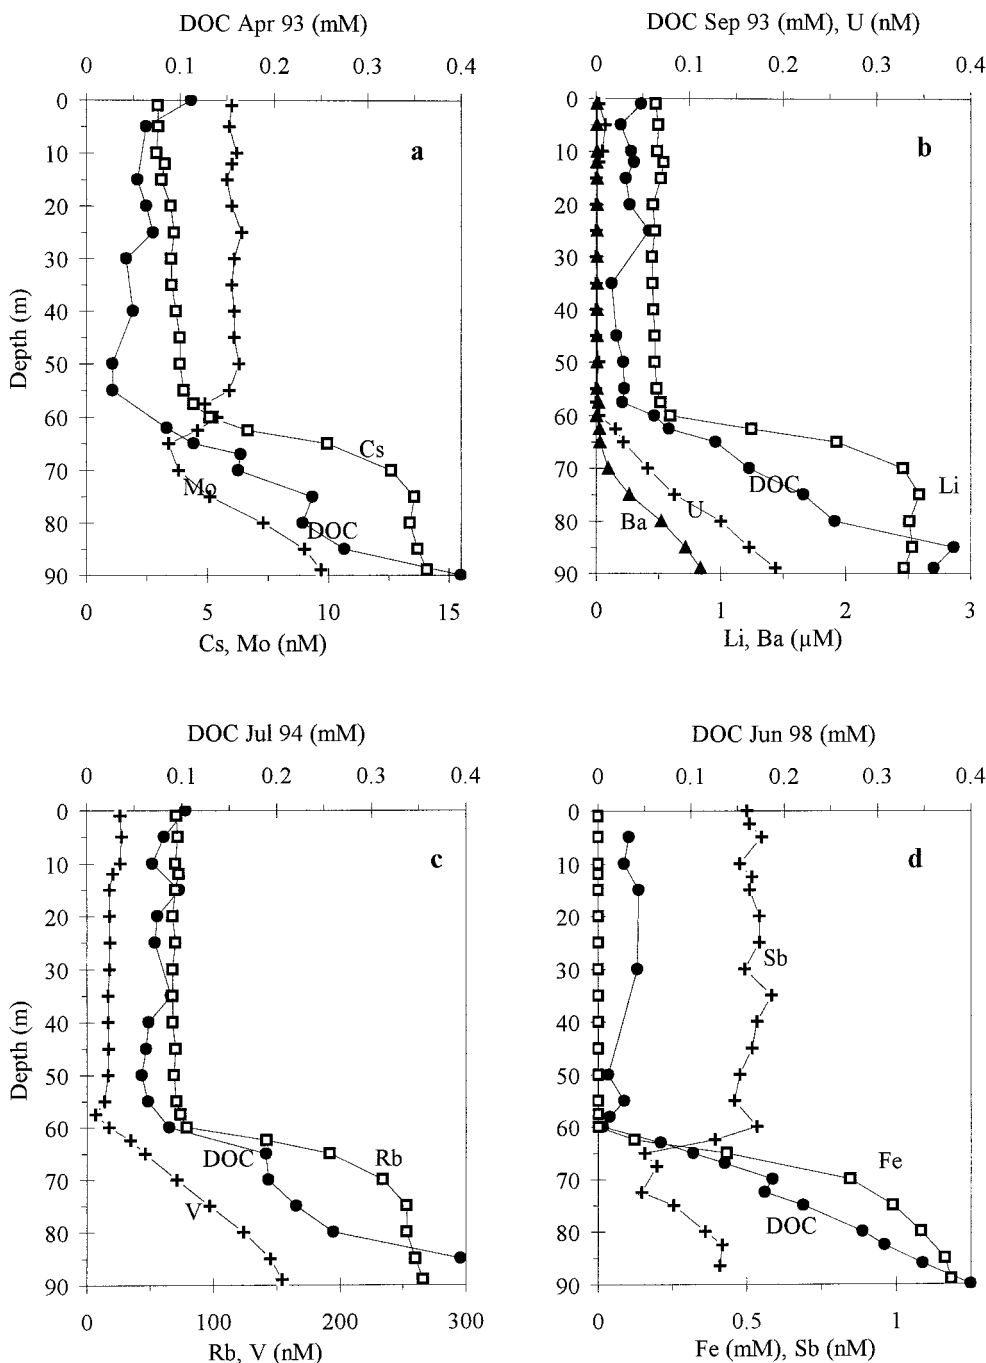 DOC Apr 93 (mM)
0 0.1 0.2 0.3 0.4
0
10
20
30
40
50
60
70
80
90
Depth (m)
a
Cs
Mo
DOC
0 5 10 15
Cs, Mo (nM)
DOC Sep 93 (mM), U (nM)
0 0.1 0.2 0.3 0.4
0
10
20
30
40
50
60
70
80
90
b
Li
DOC
U
Ba
0 1 2 3
Li, Ba (µM)
DOC Jul 94 (mM)
0 0.1 0.2 0.3 0.4
0
10
20
30
40
50
60
70
80
90
Depth (m)
c
DOC
Rb
V
0 100 200 300
Rb, V (nM)
DOC Jun 98 (mM)
0 0.1 0.2 0.3 0.4
0
10
20
30
40
50
60
70
80
90
d
Sb
Fe
DOC
0 0.5 1
Fe (mM), Sb (nM)